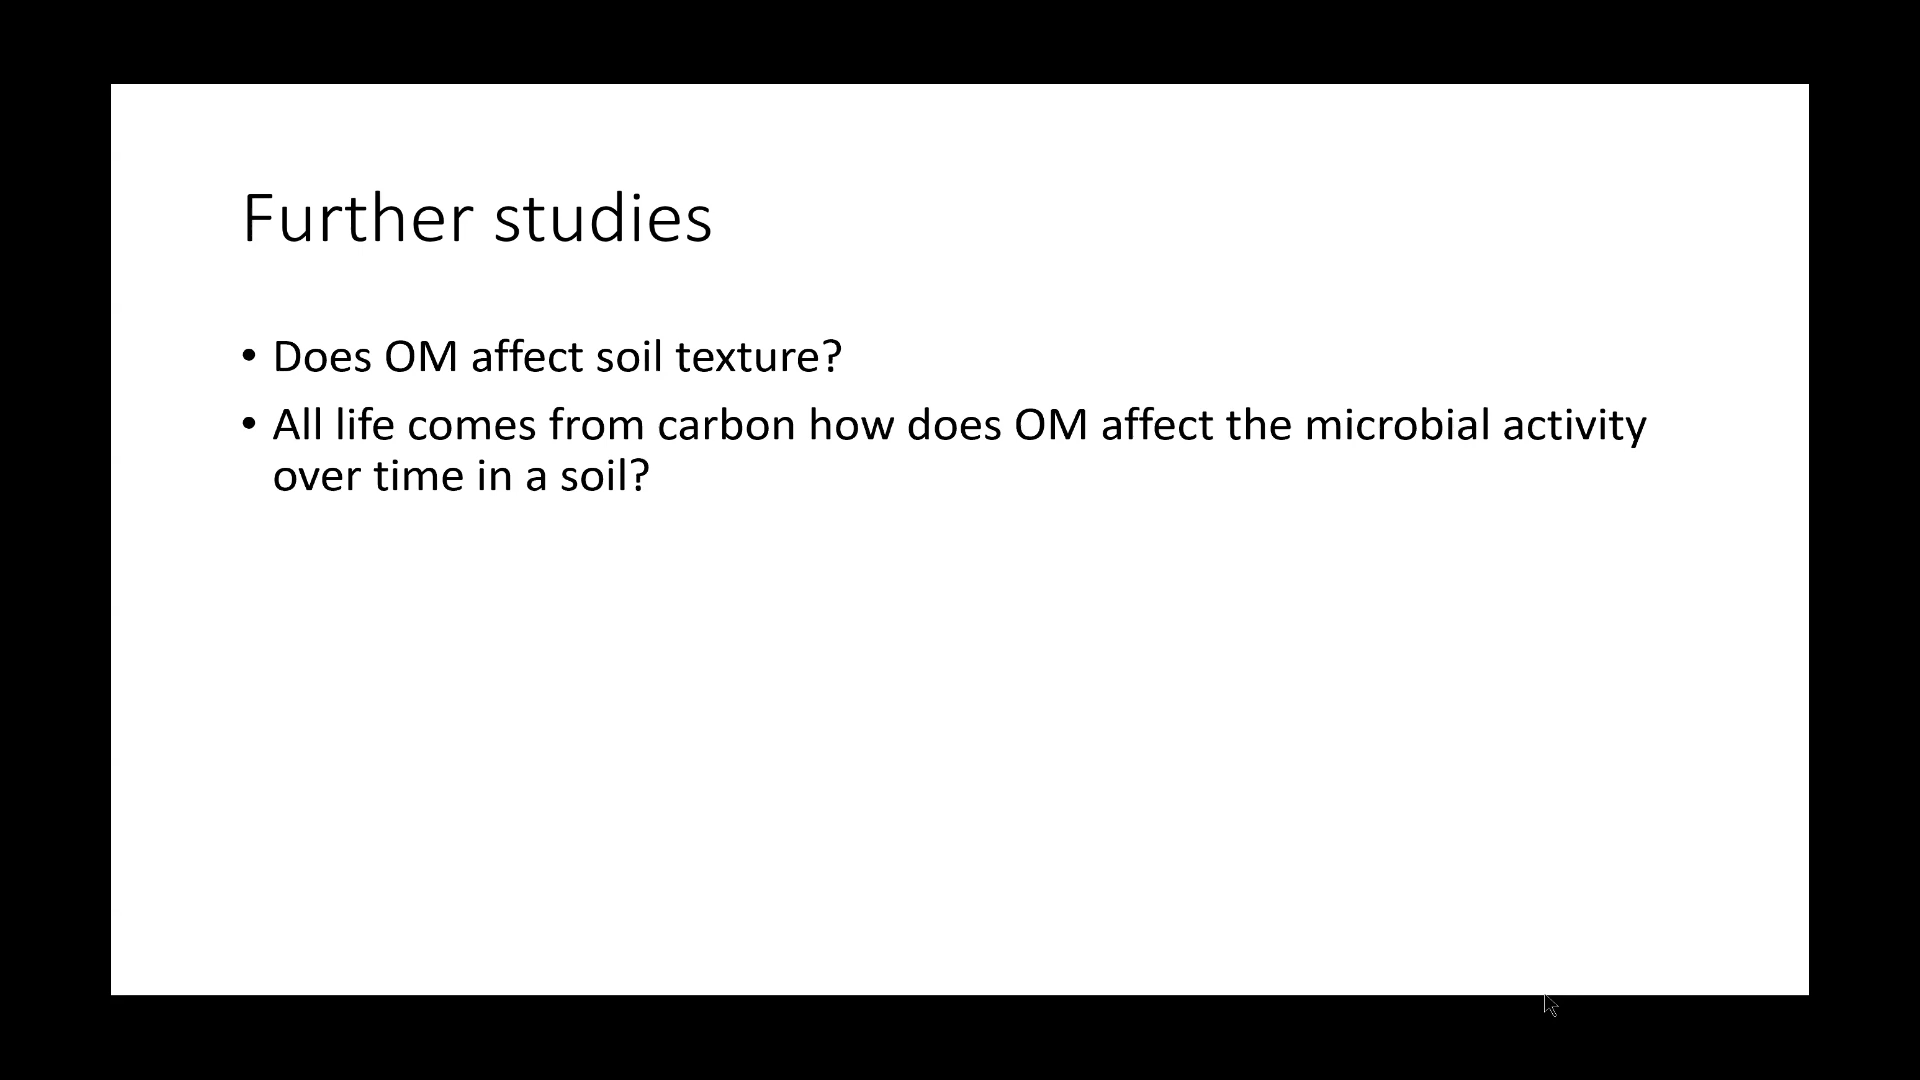 Further studies
• Does OM affect soil texture?
• All life comes from carbon how does OM affect the microbial activity
over time in a soil?